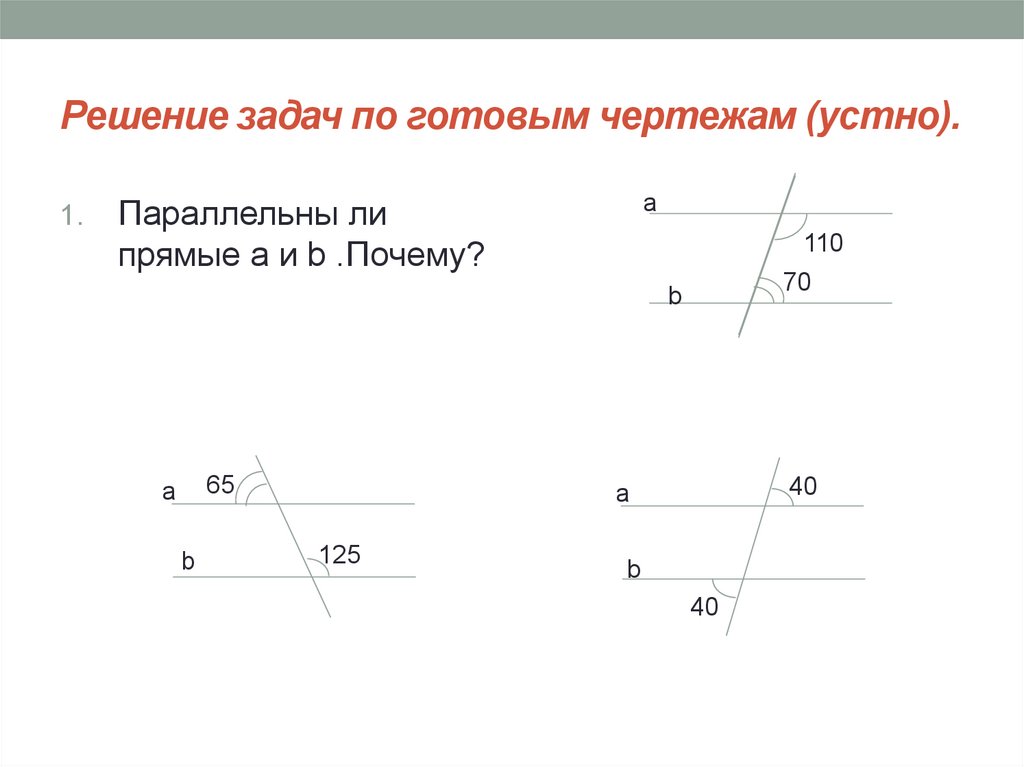 Решение задач по готовым чертежам (устно).
1. Параллельны ли
прямые a и b .Почему?
a
110
70
b
a
65
b
125
a
40
b
40